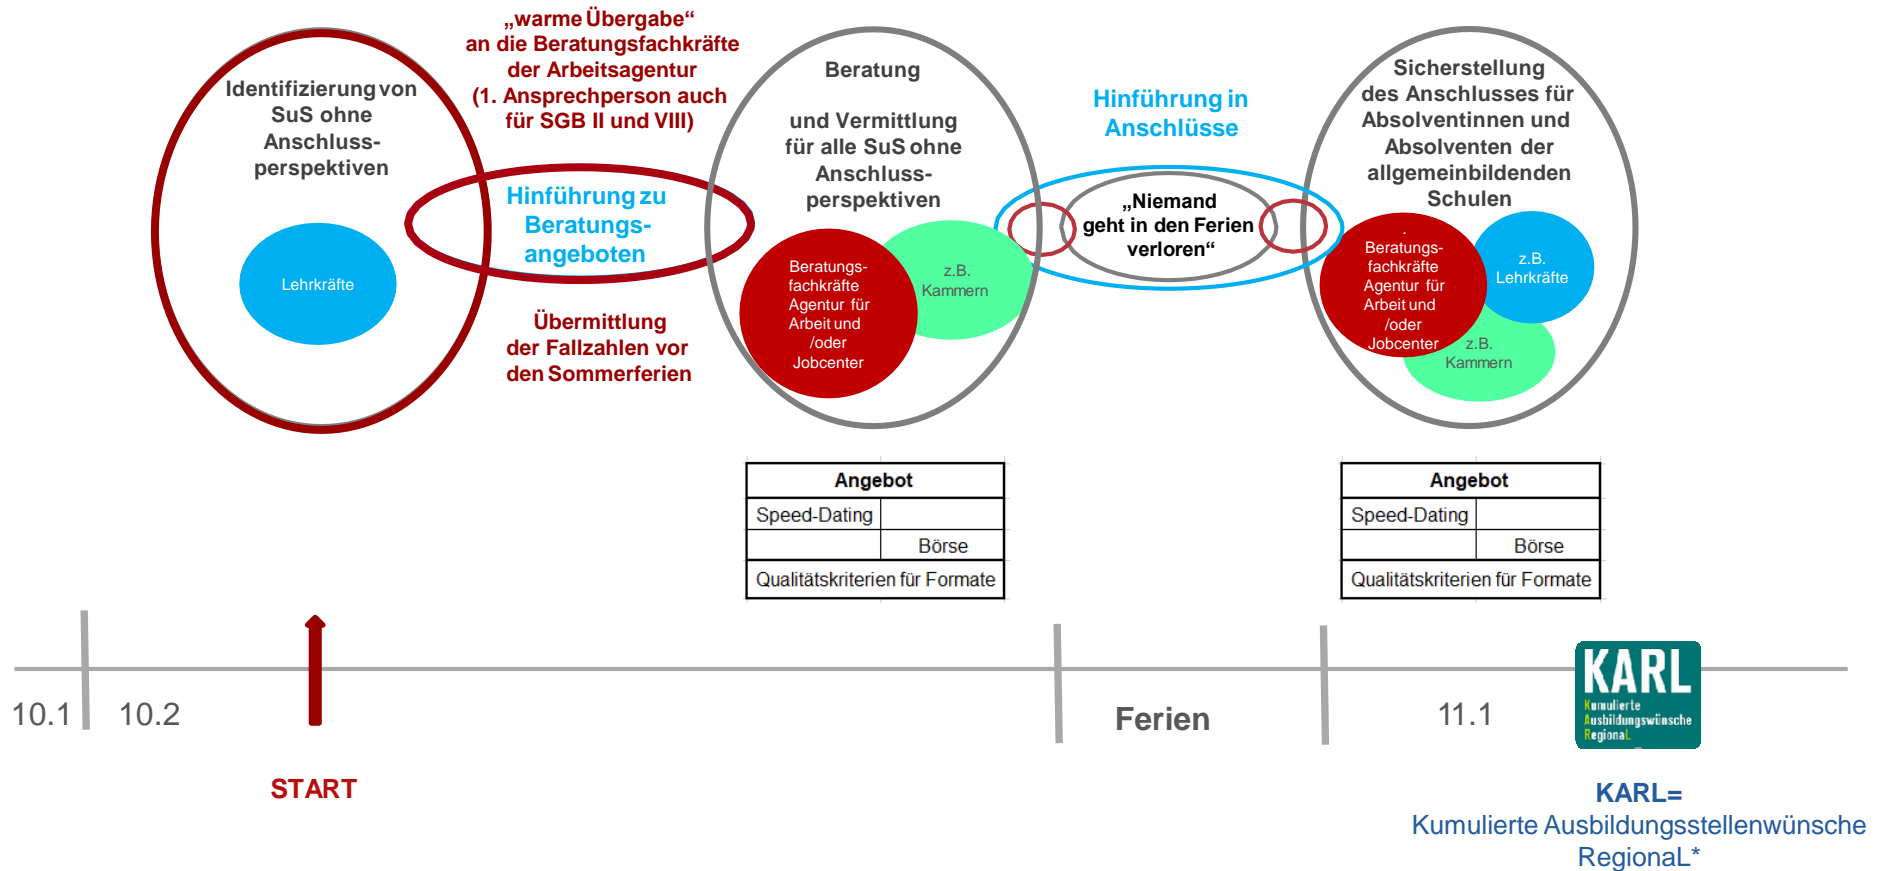 Identifizierung von
SuS ohne
Anschluss-
perspektiven
Lehrkräfte
„warme Übergabe“
an die Beratungsfachkräfte
der Arbeitsagentur
(1. Ansprechperson auch
für SGB II und VIII)
Hinführung zu
Beratungs-
angeboten
Übermittlung
der Fallzahlen vor
den Sommerferien
Beratung
und Vermittlung
für alle SuS ohne
Anschluss-
perspektiven
Beratungs-
fachkräfte
Agentur für
Arbeit und
/oder
Jobcenter
z.B.
Kammern
Hinführung in
Anschlüsse
„Niemand
geht in den Ferien
verloren“
Sicherstellung
des Anschlusses für
Absolventinnen und
Absolventen der
allgemeinbildenden
Schulen
.
Beratungs-
fachkräfte
Agentur für
Arbeit und
/oder
Jobcenter
z.B.
Lehrkräfte
z.B.
Kammern
Angebot
Speed-Dating
Börse
Qualitätskriterien für Formate
Angebot
Speed-Dating
Börse
Qualitätskriterien für Formate
10.1
10.2
START
Ferien
11.1
KARL
Kumulierte
Ausbildungswünsche
RegionaL
KARL=
Kumulierte Ausbildungsstellenwünsche
RegionaL*